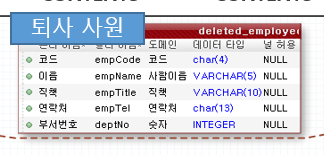 퇴사 사원
deleted_employee
도메인 데이터 타입 널 허용
코드 empCode 코드 char(4) NULL
이름 empName 사람이름 VARCHAR(5) NULL
직책 empTitle 직책 VARCHAR(10) NULL
연락처 empTel 연락처 char(13) NULL
부서번호 deptNo 숫자 INTEGER NULL